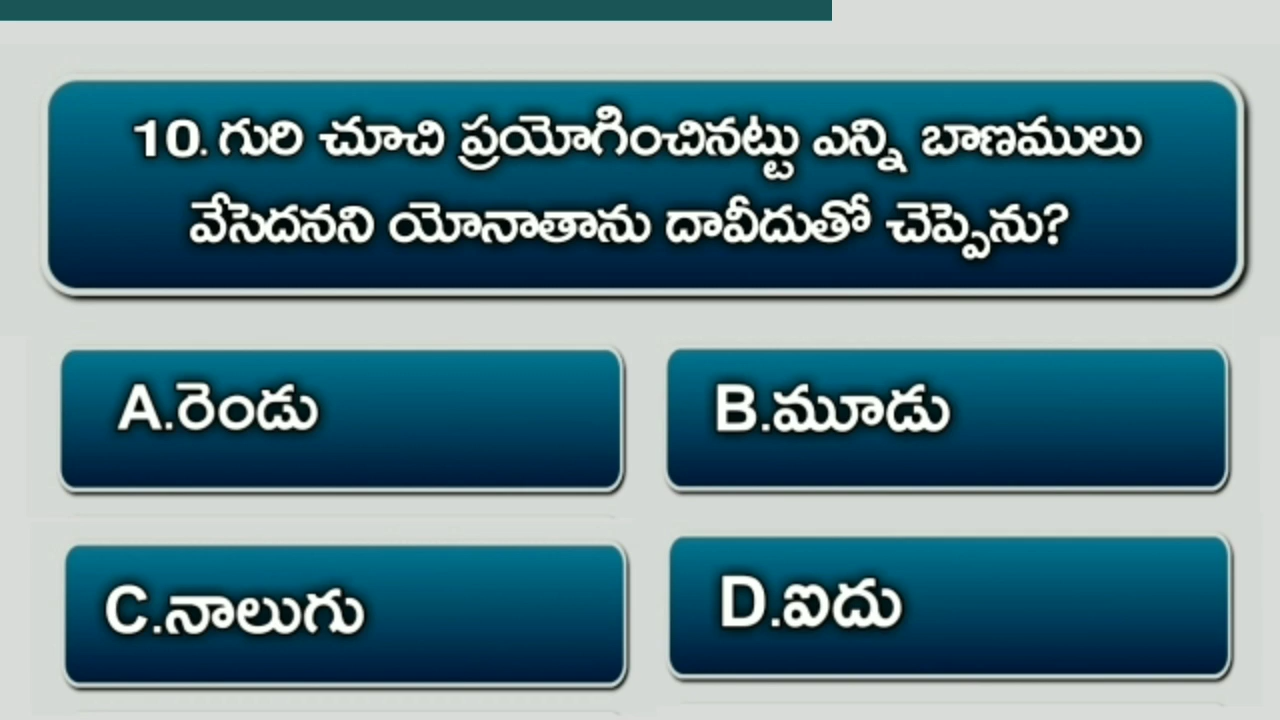 10. గురి చూచి ప్రయోగించినట్టు ఎన్ని బాణములు
వేసెదనని యోనాతాను దావీదుతో చెప్పెను?
A.రెండు
B.మూడు
C.నాలుగు
D.ఐదు